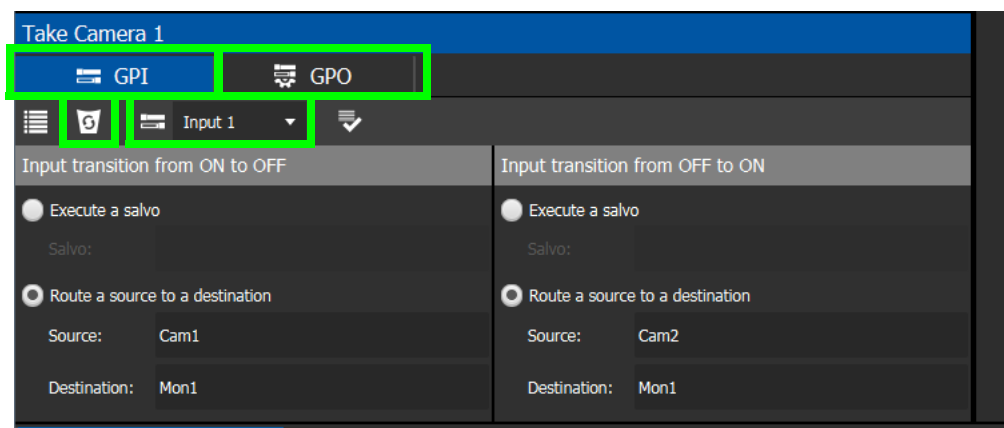 Take Camera 1
GPI GPO
Input 1
Input transition from ON to OFF Input transition from OFF to ON
Execute a salvo Execute a salvo
Salvo: Salvo:
Route a source to a destination Route a source to a destination
Source: Cam1 Source: Cam2
Destination: Mon1 Destination: Mon1